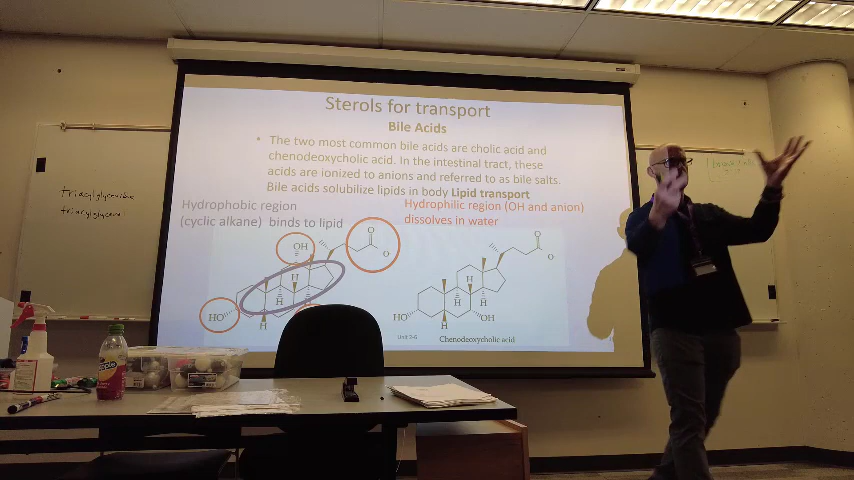 Sterols for transport
Bile Acids
• The two most common bile acids are cholic acid and
chenodeoxycholic acid. In the intestinal tract, these
acids are ionized to anions and referred to as bile salts.
Bile acids solubilize lipids in body Lipid transport
Hydrophobic region
(cyclic alkane) binds to lipid
Hydrophilic region (OH and anion)
dissolves in water
OH
O
O
H
H
H
HO
H
O
O
H
H
H
HO
OH
H
Unit 2-6
Chenodeoxycholic acid